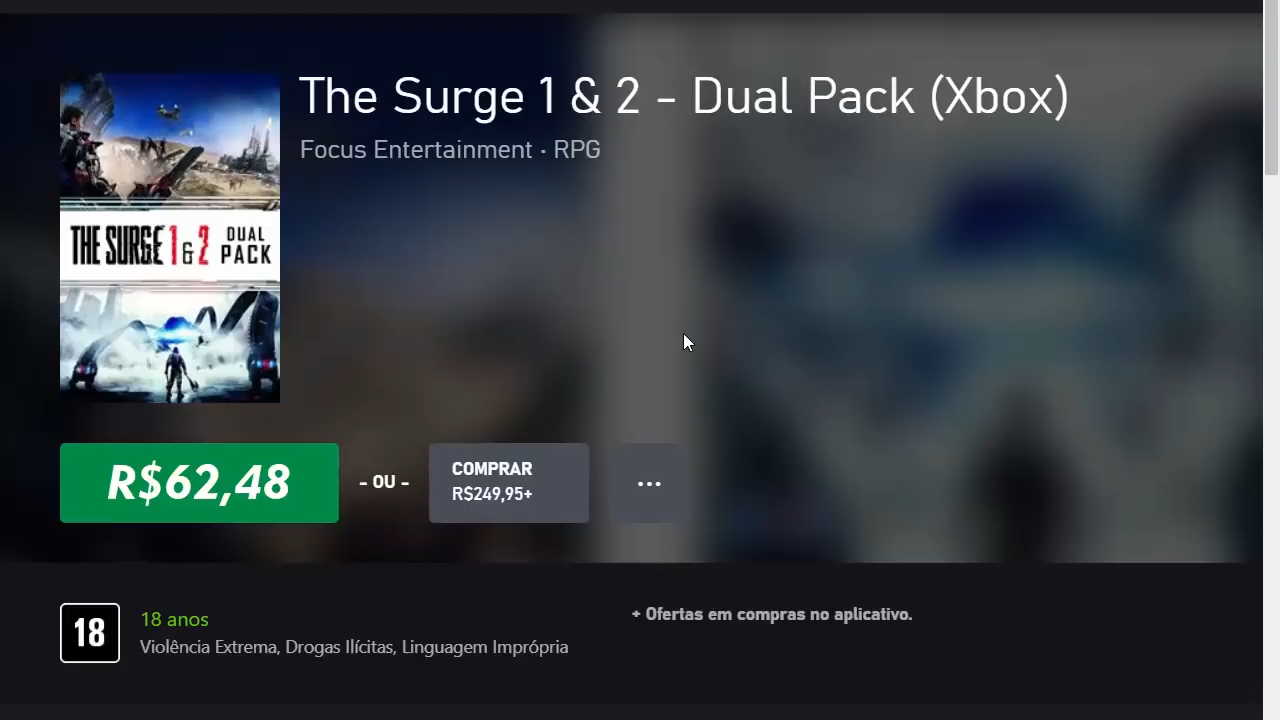 The Surge 1 & 2 - Dual Pack (Xbox)
Focus Entertainment · RPG
THE SURGE 1 & 2 DUAL PACK
R$62,48
- OU -
COMPRAR
R$249,95+
...
18
18 anos
Violência Extrema, Drogas Ilícitas, Linguagem Imprópria
+ Ofertas em compras no aplicativo.